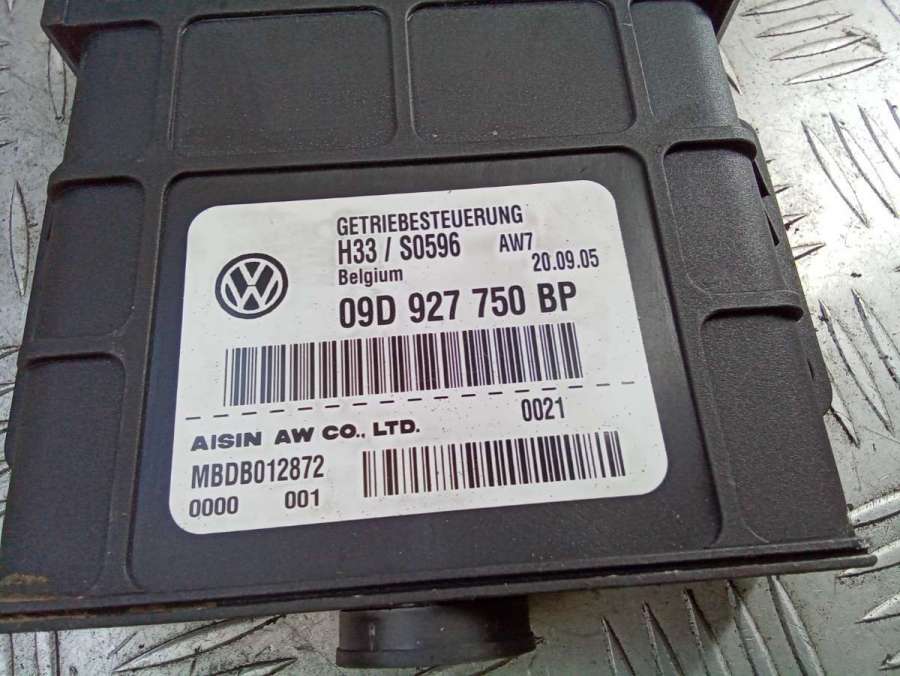 GETRIEBESTEUERUNG
H33 / S0596 AW7
Belgium 20.09.05
09D 927 750 BP
0021
AISIN AW CO., LTD.
MBDB012872
0000 001